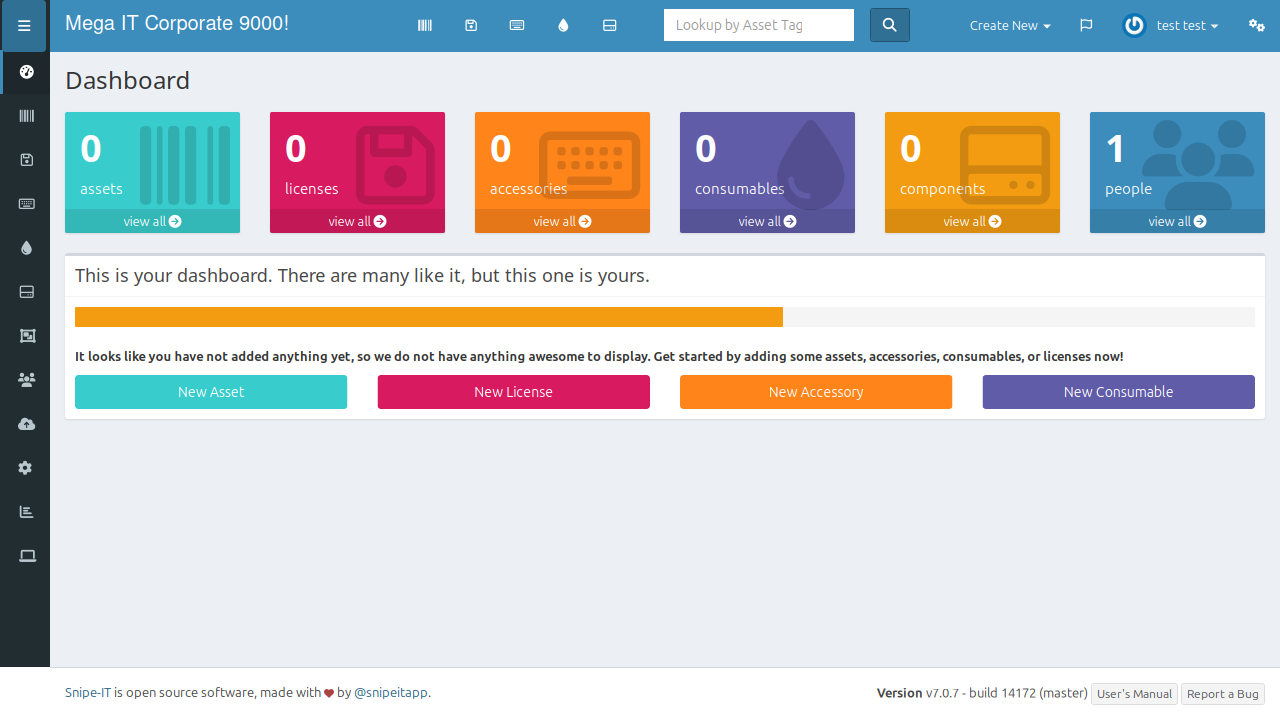 Mega IT Corporate 9000!
Lookup by Asset Tag
Create New
test test
Dashboard
0
assets
view all
0
licenses
view all
0
accessories
view all
0
consumables
view all
0
components
view all
1
people
view all
This is your dashboard. There are many like it, but this one is yours.
It looks like you have not added anything yet, so we do not have anything awesome to display. Get started by adding some assets, accessories, consumables, or licenses now!
New Asset
New License
New Accessory
New Consumable
Snipe-IT is open source software, made with by @snipeitapp.
Version v7.0.7 - build 14172 (master)
User's Manual
Report a Bug